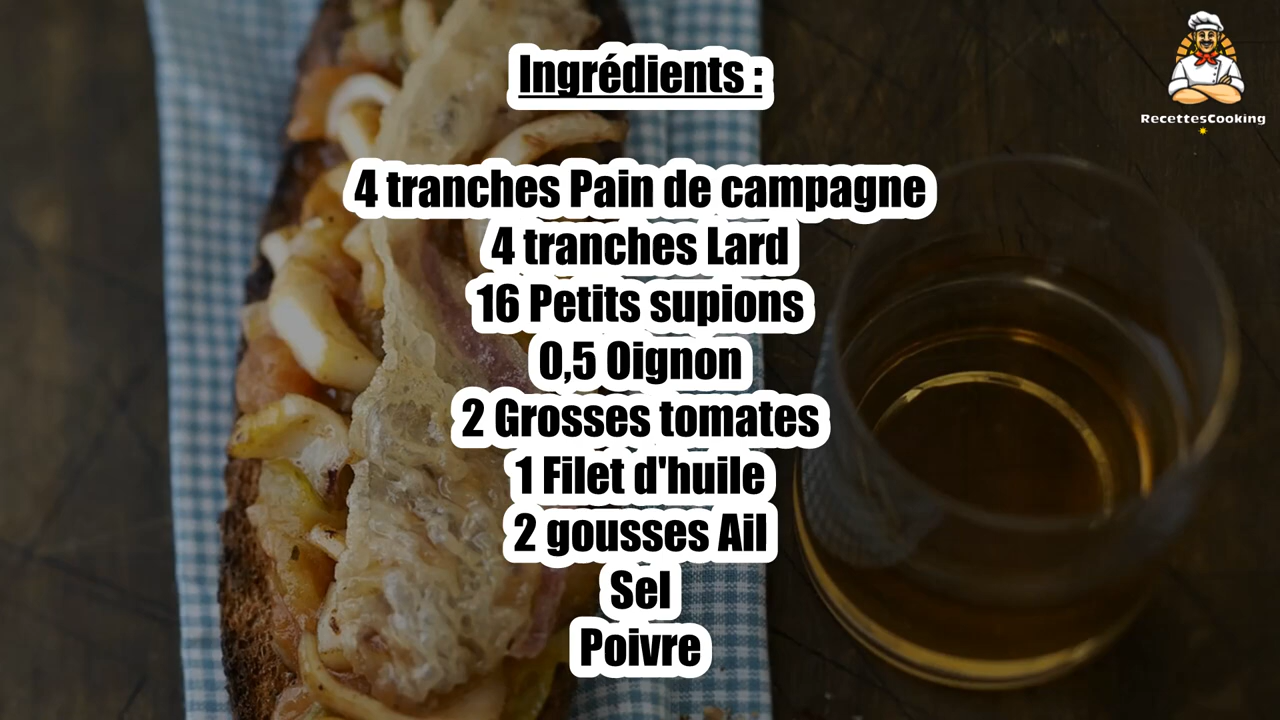 Ingrédients :
RecettesCooking
4 tranches Pain de campagne
4 tranches Lard
16 Petits supions
0,5 Oignon
2 Grosses tomates
1 Filet d'huile
2 gousses Ail
Sel
Poivre